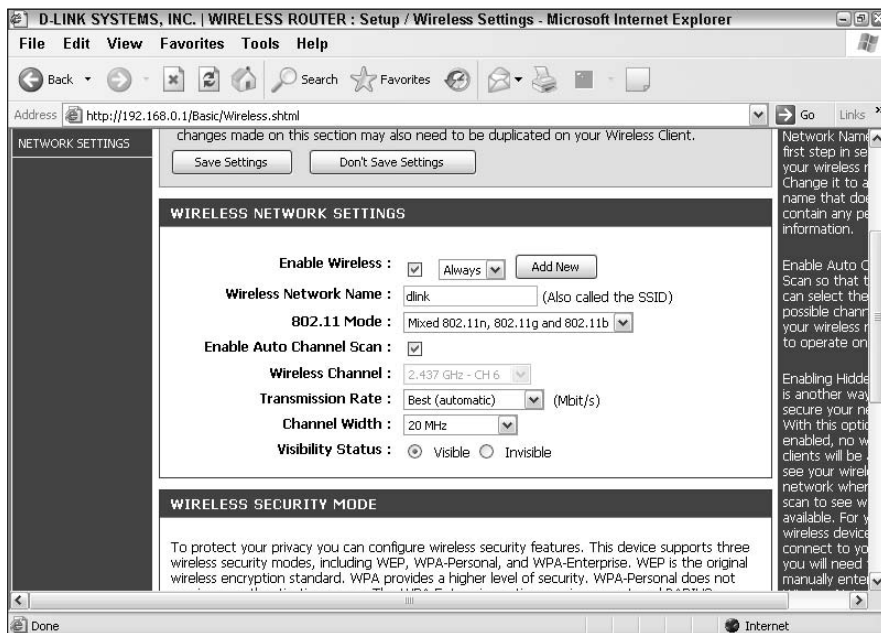 D-LINK SYSTEMS, INC. | WIRELESS ROUTER : Setup / Wireless Settings - Microsoft Internet Explorer
File Edit View Favorites Tools Help
Back Search Favorites
Address http://192.168.0.1/Basic/Wireless.shtml Go Links
NETWORK SETTINGS
changes made on this section may also need to be duplicated on your Wireless Client.
Save Settings Don't Save Settings
WIRELESS NETWORK SETTINGS
Enable Wireless : Always Add New
Wireless Network Name : dlink (Also called the SSID)
802.11 Mode : Mixed 802.11n, 802.11g and 802.11b
Enable Auto Channel Scan :
Wireless Channel : 2.437 GHz - CH 6
Transmission Rate : Best (automatic) (Mbit/s)
Channel Width : 20 MHz
Visibility Status : Visible Invisible
WIRELESS SECURITY MODE
To protect your privacy you can configure wireless security features. This device supports three
wireless security modes, including WEP, WPA-Personal, and WPA-Enterprise. WEP is the original
wireless encryption standard. WPA provides a higher level of security. WPA-Personal does not
Network Name
first step in se
your wireless r
Change it to a
name that doe
contain any pe
information.
Enable Auto C
Scan so that t
can select the
possible chann
your wireless r
to operate on
Enabling Hidde
is another way
secure your ne
With this optic
enabled, no w
clients will be
see your wirel
network wher
scan to see w
available. For y
wireless device
connect to yo
you will need
manually enter
Done Internet